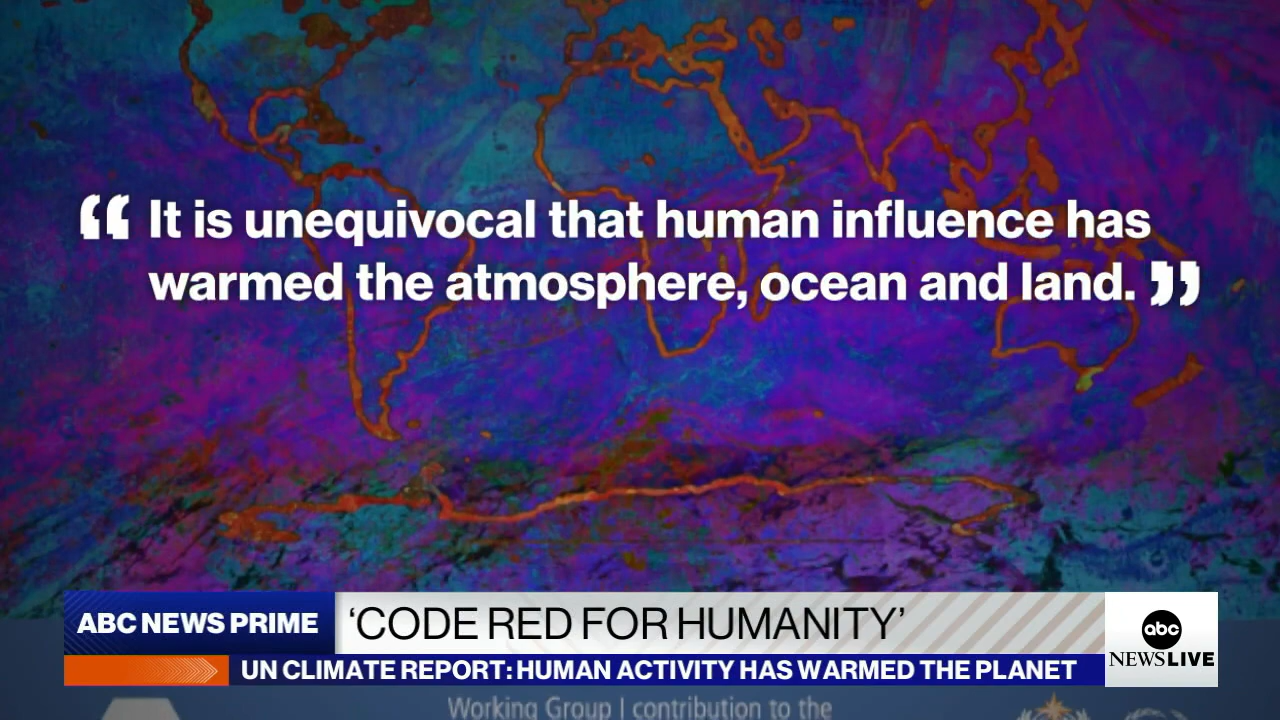 “ It is unequivocal that human influence has
warmed the atmosphere, ocean and land. ”
ABC NEWS PRIME
‘CODE RED FOR HUMANITY’
abc
NEWSLIVE
UN CLIMATE REPORT: HUMAN ACTIVITY HAS WARMED THE PLANET
Working Group I contribution to the